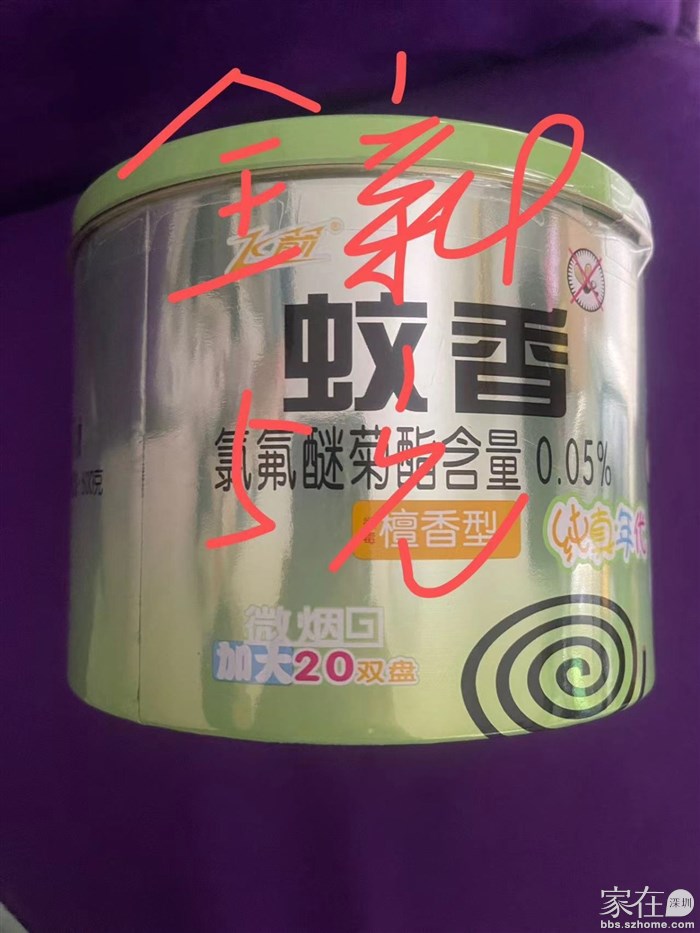 全新
飞箭®
蚊香
5元
氯氟醚菊酯含量 0.05%
檀香型
纯真年代
微烟
加大20双盘
家在深圳
bbs.szhome.com